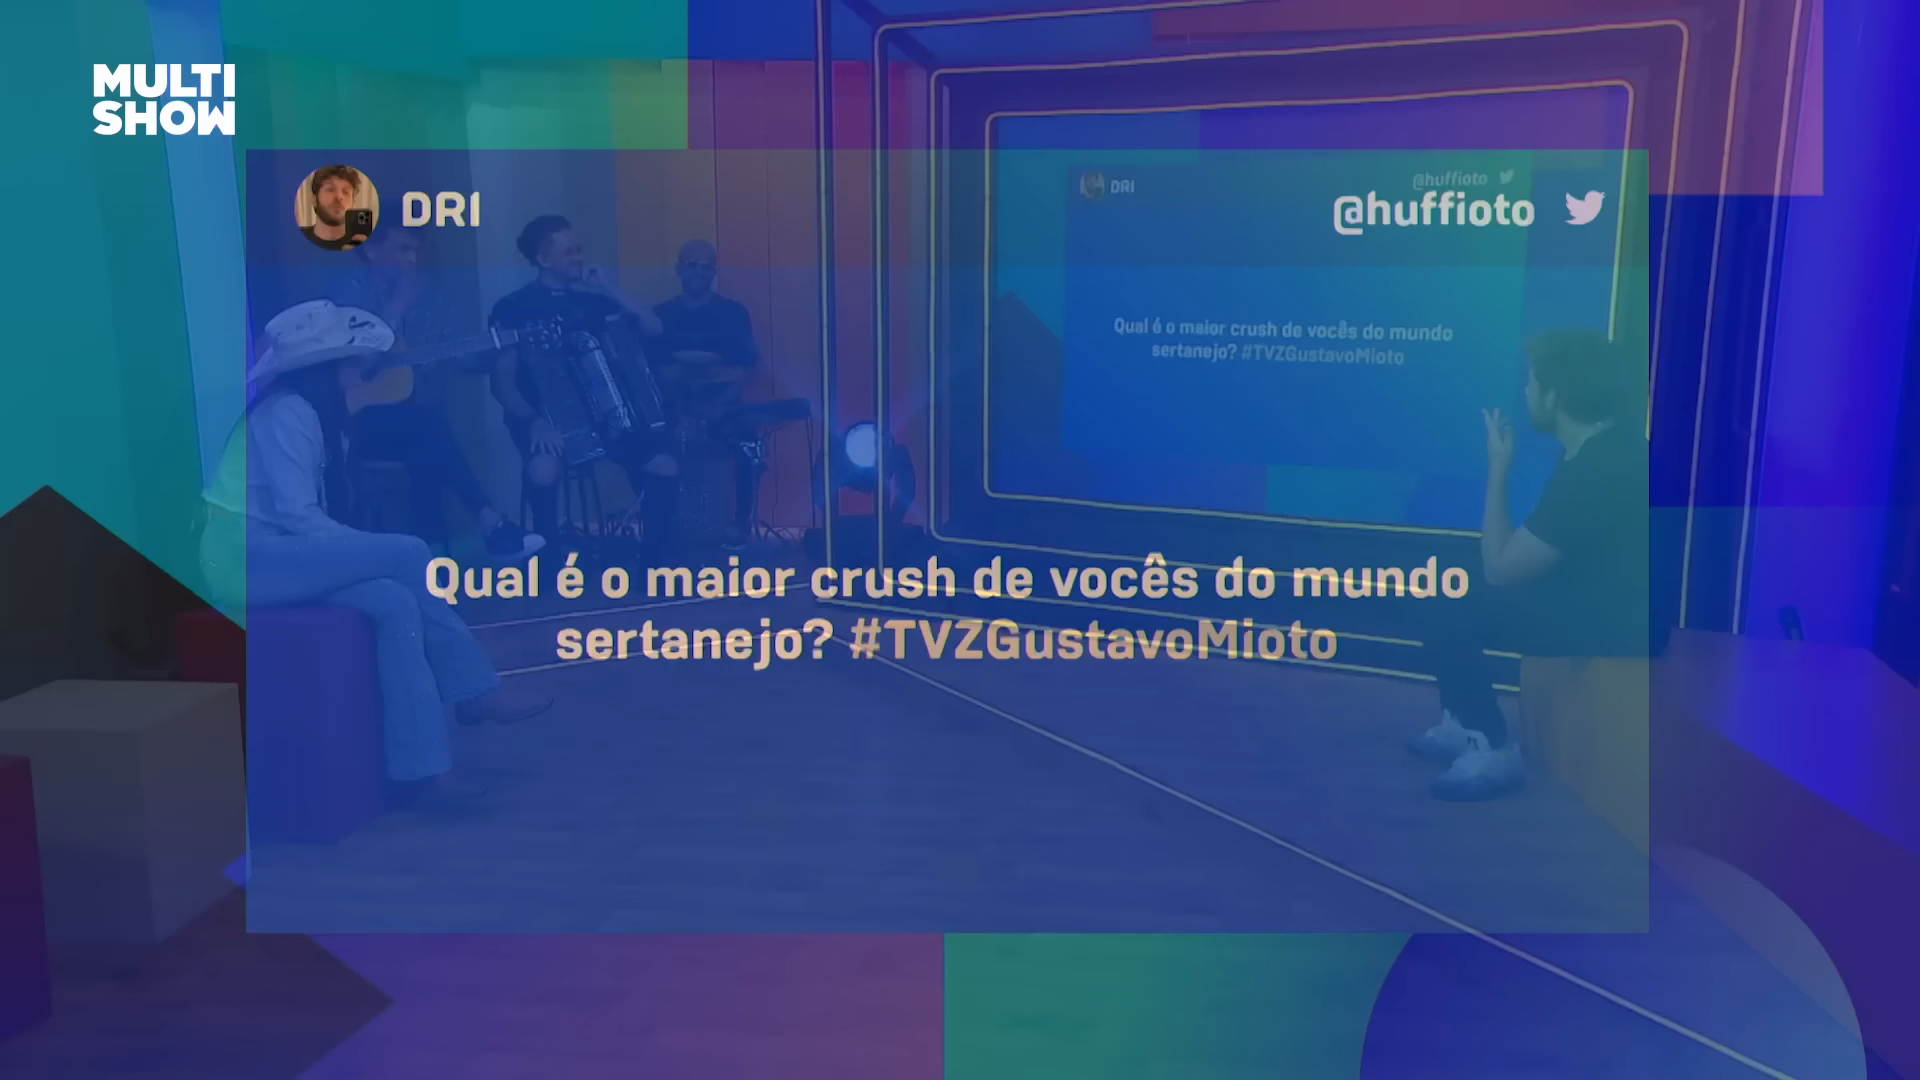 MULTI
SHOW
DRI
@huffioto
DRI
@huffioto
Qual é o maior crush de vocês do mundo
sertanejo? #TVZGustavoMioto
Qual é o maior crush de vocês do mundo
sertanejo? #TVZGustavoMioto